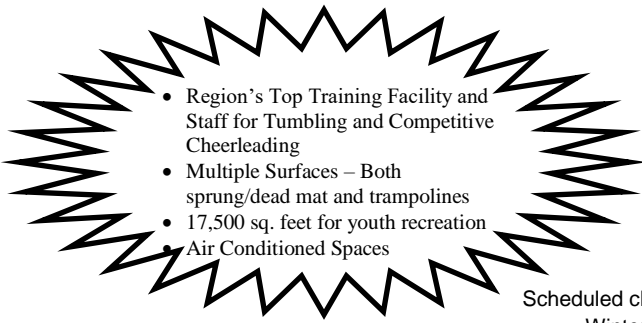 • Region's Top Training Facility and
Staff for Tumbling and Competitive
Cheerleading
• Multiple Surfaces – Both
sprung/dead mat and trampolines
• 17,500 sq. feet for youth recreation
• Air Conditioned Spaces
Scheduled